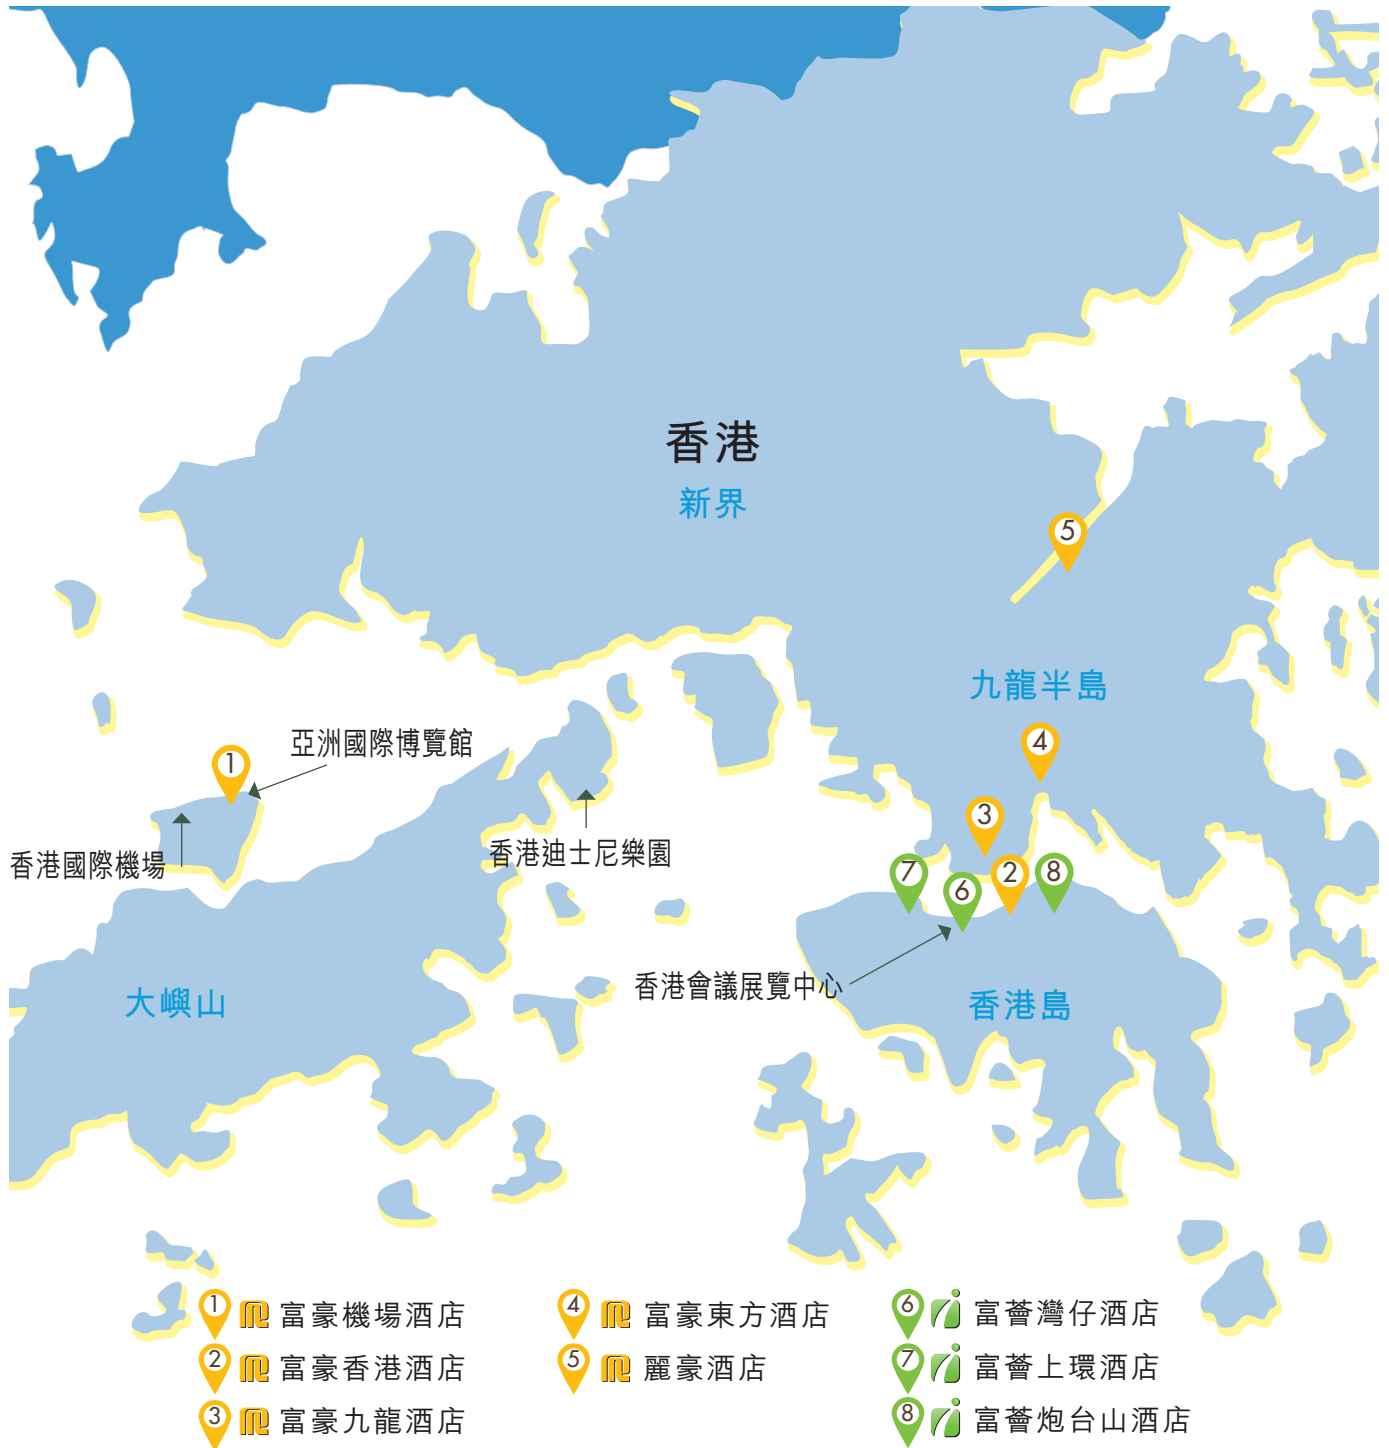 香港
新界
5
九龍半島
4
亞洲國際博覽館
1
3
香港迪士尼樂園
香港國際機場
7
6
2
8
香港會議展覽中心
大嶼山
香港島
1 富豪機場酒店
2 富豪香港酒店
3 富豪九龍酒店
4 富豪東方酒店
5 麗豪酒店
6 富薈灣仔酒店
7 富薈上環酒店
8 富薈炮台山酒店